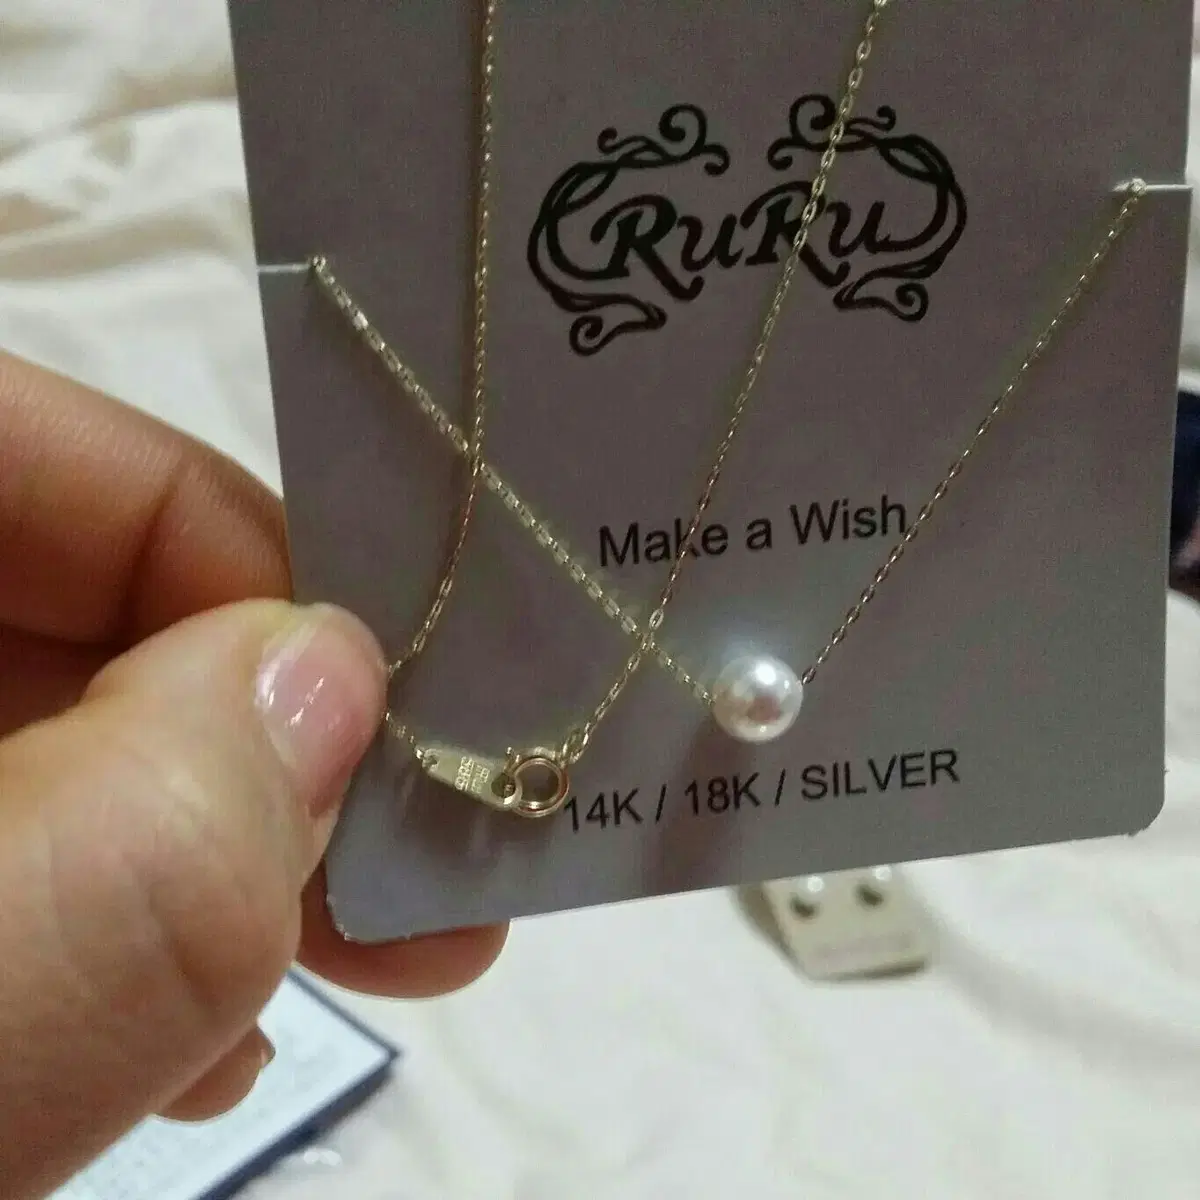 RuRu
Make a Wish
14K / 18K / SILVER